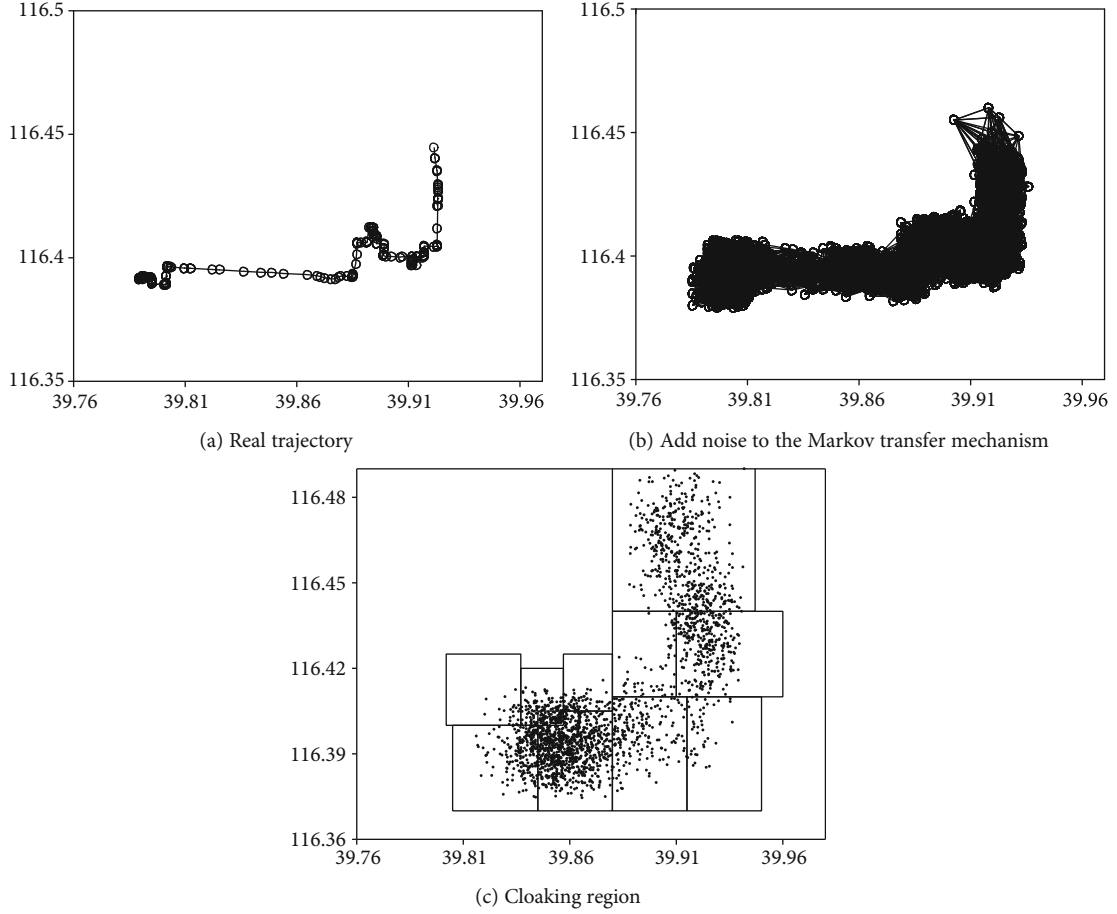 116.5
116.45
116.4
116.35
39.76 39.81 39.86 39.91 39.96
(a) Real trajectory
116.5
116.45
116.4
116.35
39.76 39.81 39.86 39.91 39.96
(b) Add noise to the Markov transfer mechanism
116.48
116.45
116.42
116.39
116.36
39.76 39.81 39.86 39.91 39.96
(c) Cloaking region